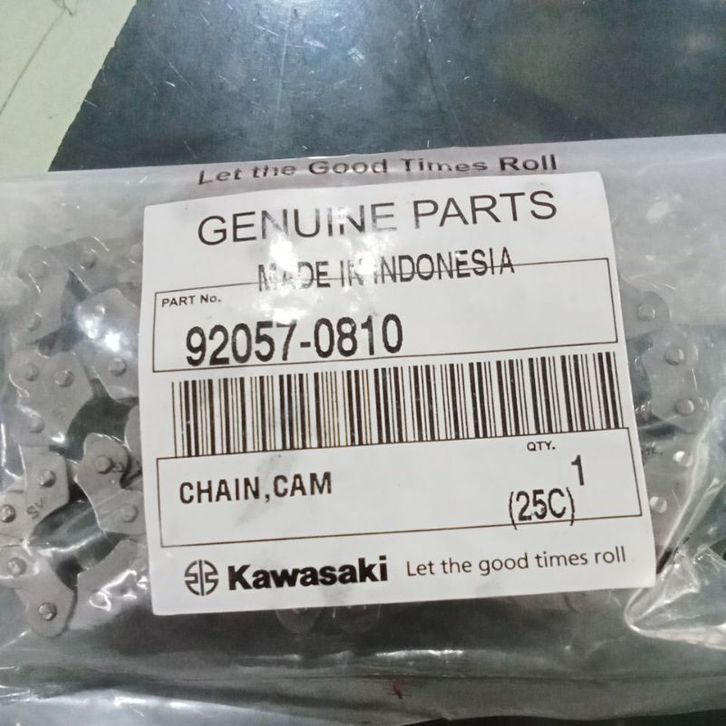 Let the Good Times Roll
GENUINE PARTS
MADE IN INDONESIA
PART No.
92057-0810
CHAIN,CAM
QTY.
1
(25C)
Kawasaki Let the good times roll